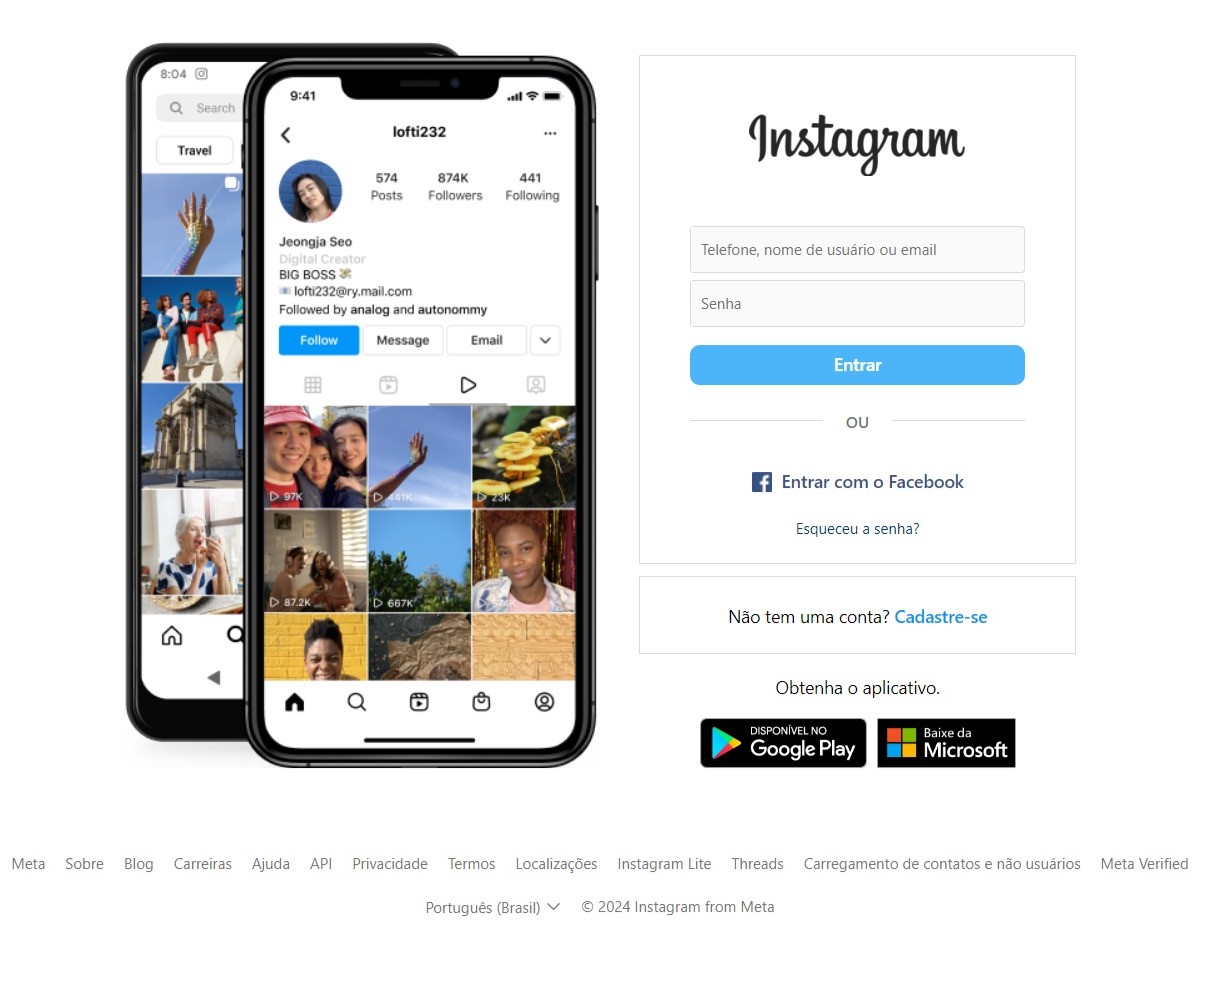 8:04
Search
Travel
9:41
lofti232
574 874K 441
Posts Followers Following
Jeongja Seo
Digital Creator
BIG BOSS 💸
📧 lofti232@ry.mail.com
Followed by analog and autonommy
Follow Message Email
97K 441K 23K
87.2K 667K
Instagram
Telefone, nome de usuário ou email
Senha
Entrar
OU
Entrar com o Facebook
Esqueceu a senha?
Não tem uma conta? Cadastre-se
Obtenha o aplicativo.
DISPONÍVEL NO
Google Play
Baixe da
Microsoft
Meta Sobre Blog Carreiras Ajuda API Privacidade Termos Localizações Instagram Lite Threads Carregamento de contatos e não usuários Meta Verified
Português (Brasil) © 2024 Instagram from Meta